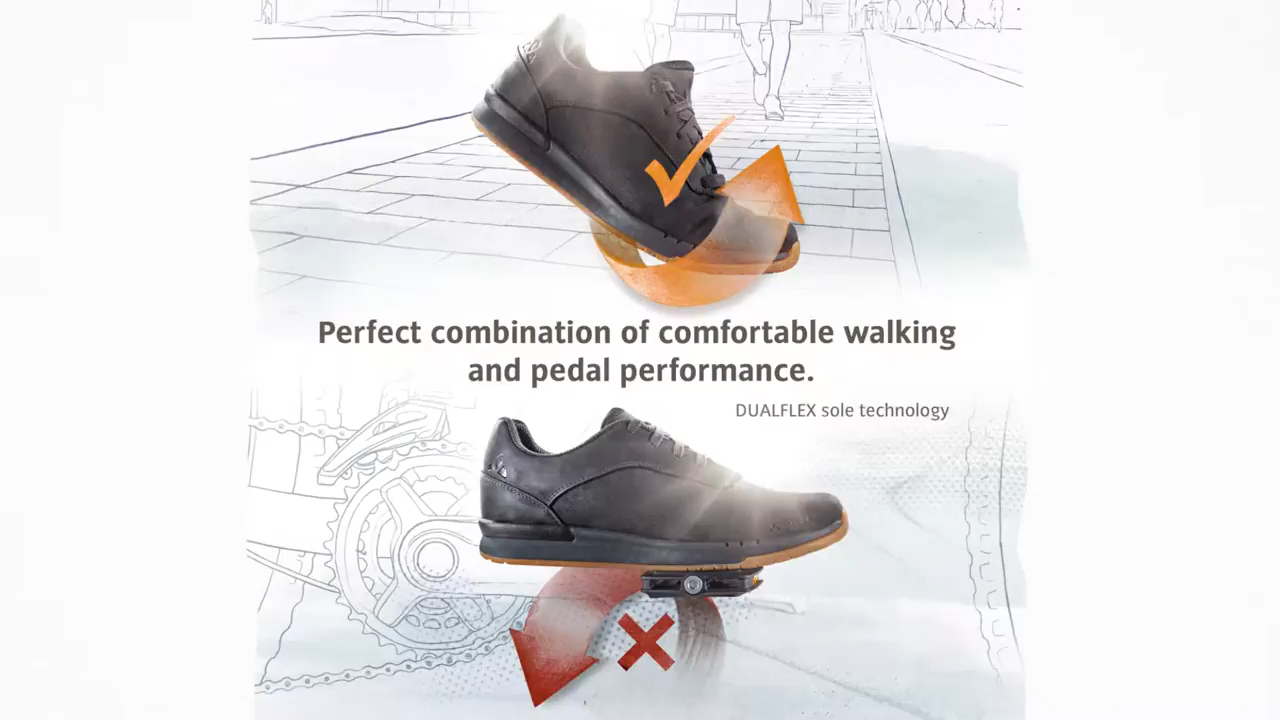 Perfect combination of comfortable walking
and pedal performance.
DUALFLEX sole technology